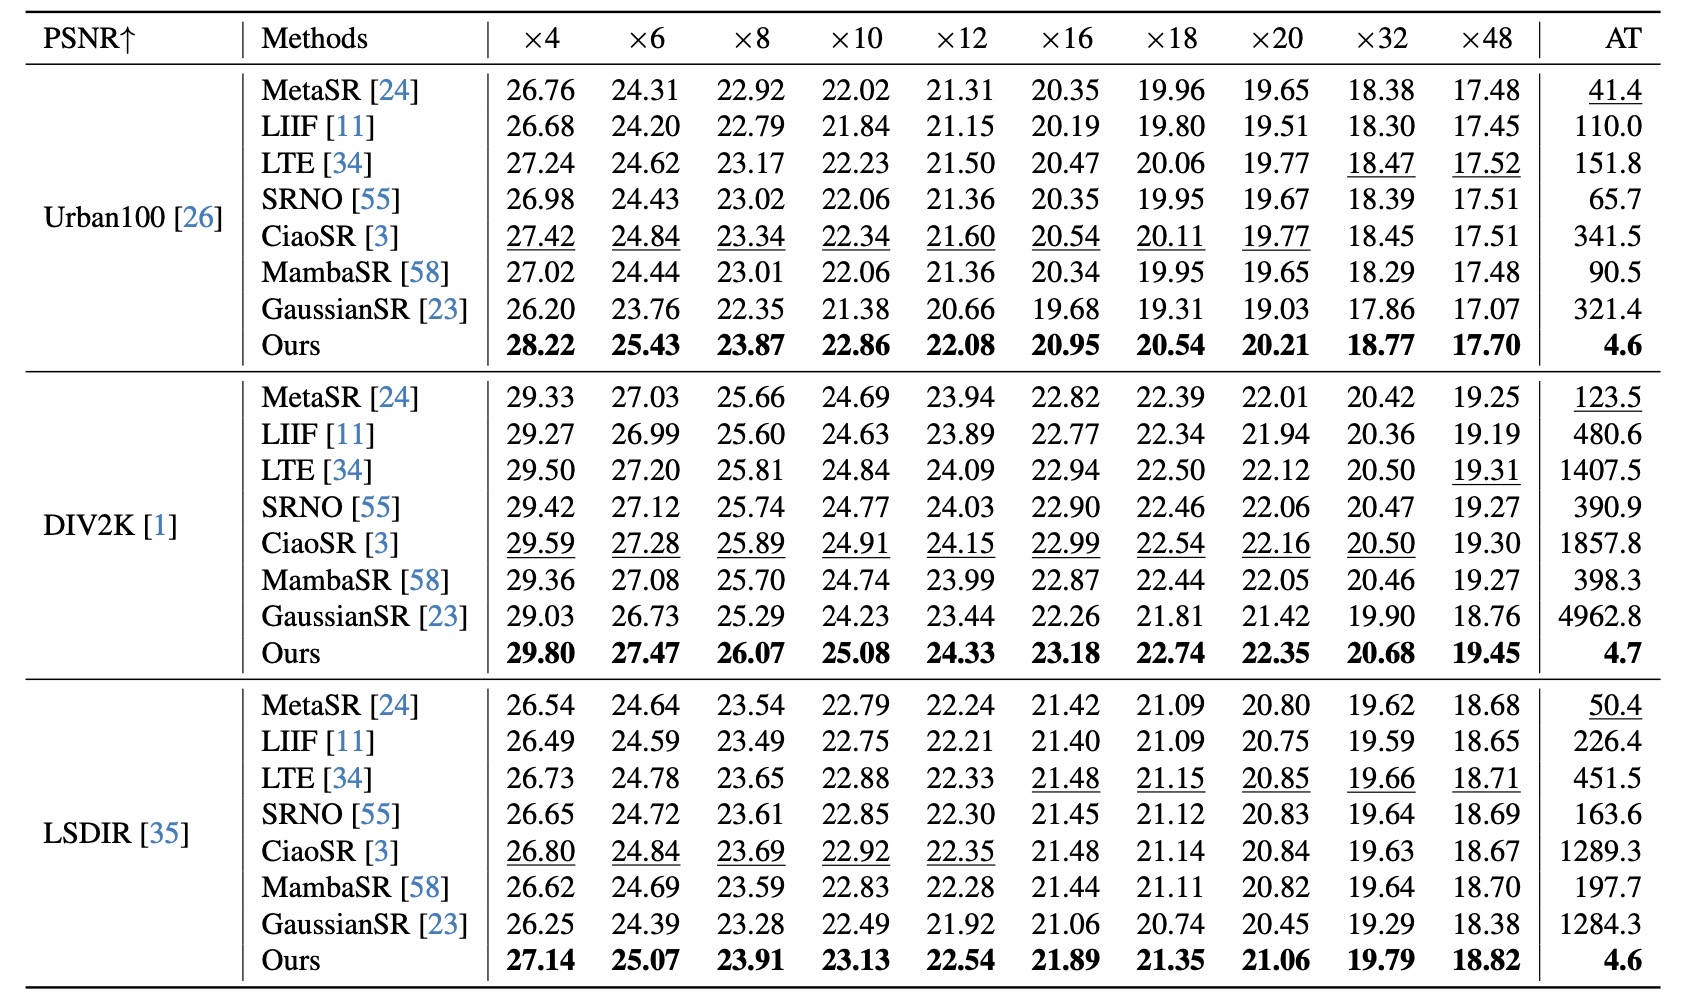 PSNR↑ Methods ×4 ×6 ×8 ×10 ×12 ×16 ×18 ×20 ×32 ×48 AT
MetaSR [24] 26.76 24.31 22.92 22.02 21.31 20.35 19.96 19.65 18.38 17.48 41.4
LIIF [11] 26.68 24.20 22.79 21.84 21.15 20.19 19.80 19.51 18.30 17.45 110.0
LTE [34] 27.24 24.62 23.17 22.23 21.50 20.47 20.06 19.77 18.47 17.52 151.8
SRNO [55] 26.98 24.43 23.02 22.06 21.36 20.35 19.95 19.67 18.39 17.51 65.7
Urban100 [26]
CiaoSR [3] 27.42 24.84 23.34 22.34 21.60 20.54 20.11 19.77 18.45 17.51 341.5
MambaSR [58] 27.02 24.44 23.01 22.06 21.36 20.34 19.95 19.65 18.29 17.48 90.5
GaussianSR [23] 26.20 23.76 22.35 21.38 20.66 19.68 19.31 19.03 17.86 17.07 321.4
Ours 28.22 25.43 23.87 22.86 22.08 20.95 20.54 20.21 18.77 17.70 4.6
MetaSR [24] 29.33 27.03 25.66 24.69 23.94 22.82 22.39 22.01 20.42 19.25 123.5
LIIF [11] 29.27 26.99 25.60 24.63 23.89 22.77 22.34 21.94 20.36 19.19 480.6
LTE [34] 29.50 27.20 25.81 24.84 24.09 22.94 22.50 22.12 20.50 19.31 1407.5
SRNO [55] 29.42 27.12 25.74 24.77 24.03 22.90 22.46 22.06 20.47 19.27 390.9
DIV2K [1]
CiaoSR [3] 29.59 27.28 25.89 24.91 24.15 22.99 22.54 22.16 20.50 19.30 1857.8
MambaSR [58] 29.36 27.08 25.70 24.74 23.99 22.87 22.44 22.05 20.46 19.27 398.3
GaussianSR [23] 29.03 26.73 25.29 24.23 23.44 22.26 21.81 21.42 19.90 18.76 4962.8
Ours 29.80 27.47 26.07 25.08 24.33 23.18 22.74 22.35 20.68 19.45 4.7
MetaSR [24] 26.54 24.64 23.54 22.79 22.24 21.42 21.09 20.80 19.62 18.68 50.4
LIIF [11] 26.49 24.59 23.49 22.75 22.21 21.40 21.09 20.75 19.59 18.65 226.4
LTE [34] 26.73 24.78 23.65 22.88 22.33 21.48 21.15 20.85 19.66 18.71 451.5
SRNO [55] 26.65 24.72 23.61 22.85 22.30 21.45 21.12 20.83 19.64 18.69 163.6
LSDIR [35]
CiaoSR [3] 26.80 24.84 23.69 22.92 22.35 21.48 21.14 20.84 19.63 18.67 1289.3
MambaSR [58] 26.62 24.69 23.59 22.83 22.28 21.44 21.11 20.82 19.64 18.70 197.7
GaussianSR [23] 26.25 24.39 23.28 22.49 21.92 21.06 20.74 20.45 19.29 18.38 1284.3
Ours 27.14 25.07 23.91 23.13 22.54 21.89 21.35 21.06 19.79 18.82 4.6